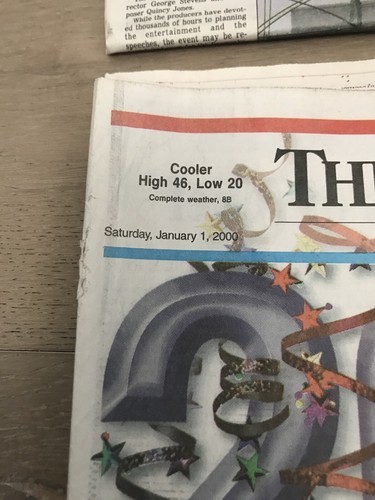 rector George Stevens
poser Quincy Jones.
While the producers have devot-
ed thousands of hours to planning
the entertainment and the
speeches, the event may be re-
Cooler
High 46, Low 20
Complete weather, 8B
TH
Saturday, January 1, 2000
2